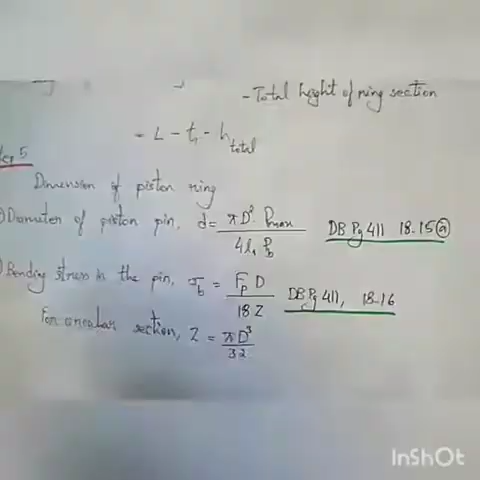 - Total height of ring section
= L - t₁ - h total
Step 5
Dimension of piston ring
Diameter of piston pin, d = πD² Pmax / 4l₁ Pb DB Pg 411 18.15(a)
Bending stress in the pin, σb = Fp D / 18 Z DB Pg 411, 18-16
For circular section, Z = πD³ / 32
InShOt